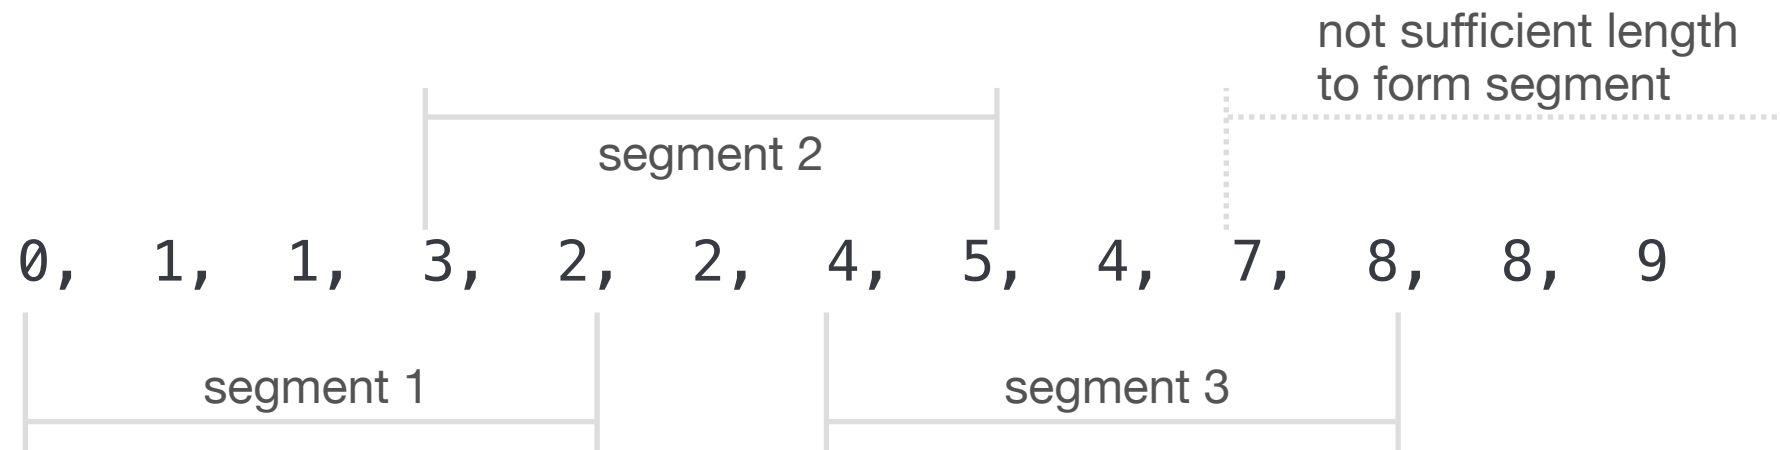 not sufficient length
to form segment
segment 2
0, 1, 1, 3, 2, 2, 4, 5, 4, 7, 8, 8, 9
segment 1
segment 3